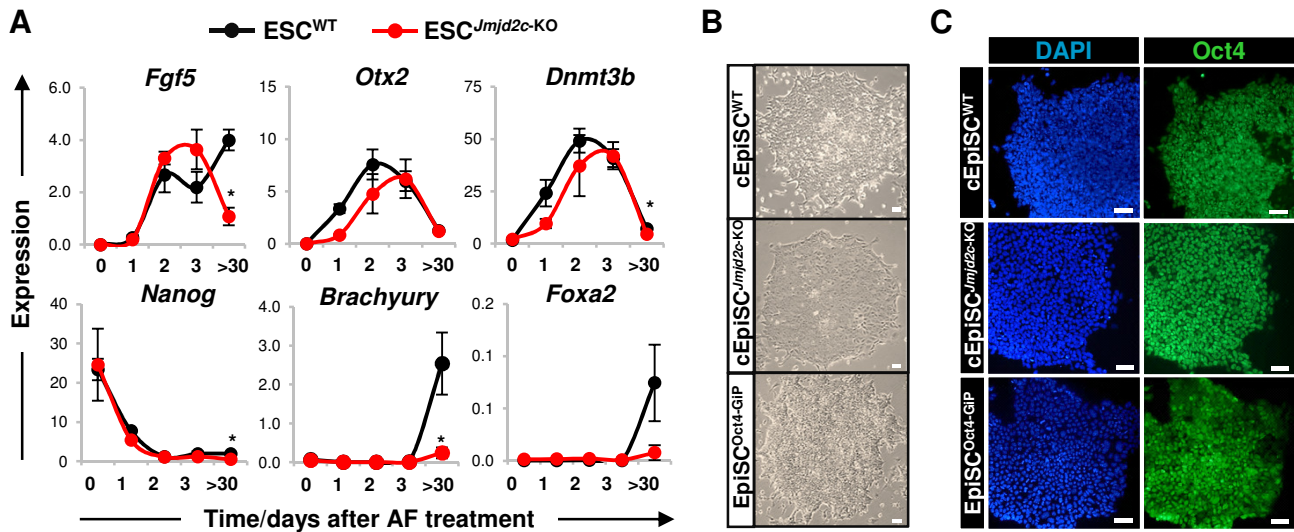 A
ESC^WT ESC^Jmjd2c-KO
Fgf5 Otx2 Dnmt3b
6.0 15 75
4.0 10 50
2.0 5 25
0.0 0 0
0 1 2 3 >30 0 1 2 3 >30 0 1 2 3 >30
*
*
Nanog Brachyury Foxa2
40 4.0 0.2
30 3.0 0.1
20 2.0 0.1
10 1.0 0.0
0 0.0
0 1 2 3 >30 0 1 2 3 >30 0 1 2 3 >30
*
*
Expression
Time/days after AF treatment
B
cEpiSC^WT
cEpiSC^Jmjd2c-KO
EpiSC^Oct4-GiP
C
DAPI Oct4
cEpiSC^WT
cEpiSC^Jmjd2c-KO
EpiSC^Oct4-GiP